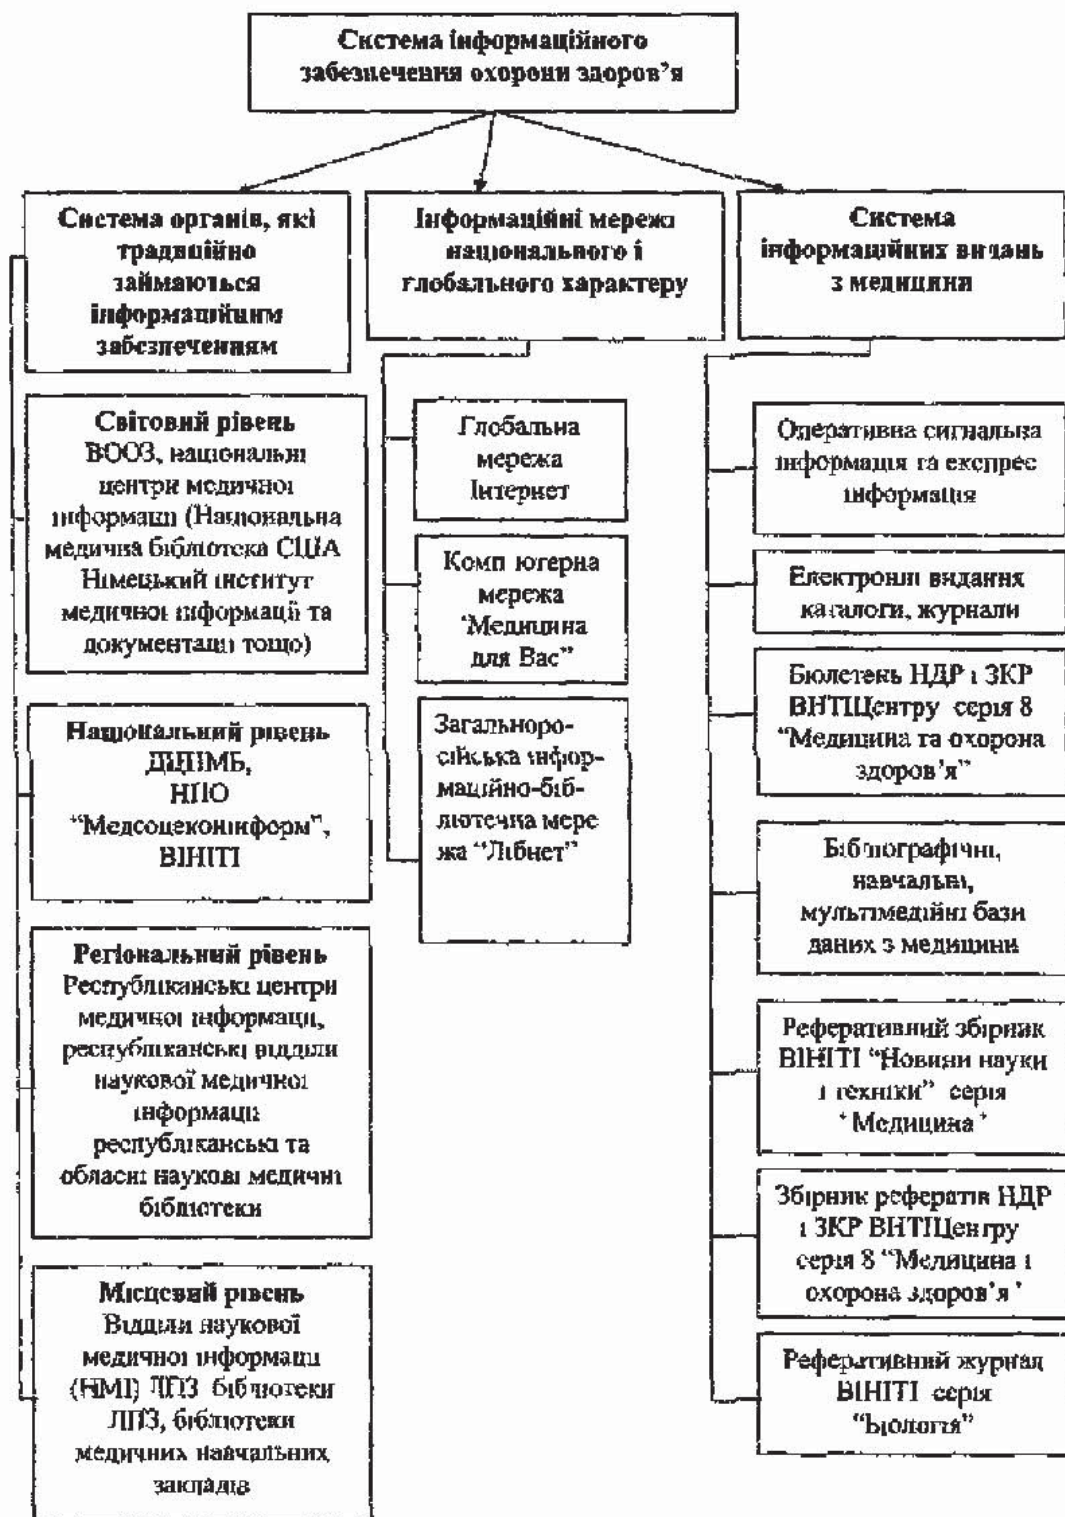 Система інформаційного
забезпечення охорони здоров’я
Система органів, які
традиційно
займаються
інформаційним
забезпеченням
Світовий рівень
ВООЗ, національні
центри медичної
інформації (Національна
медична бібліотека США
Німецький інститут
медичної інформації та
документації тощо)
Національний рівень
НПО
“Медсоцеконінформ”,
ВІНІТІ
Регіональний рівень
Республіканські центри
медичної інформації,
республіканські відділи
наукової медичної
інформації
республіканські та
обласні наукові медичні
бібліотеки
Місцевий рівень
Відділи наукової
медичної інформації
(НМІ) ЛПЗ бібліотеки
ЛПЗ, бібліотеки
медичних навчальних
закладів
Інформаційні мережі
національного і
глобального характеру
Глобальна
мережа
Інтернет
Комп ютерна
мережа
‘Медицина
для Вас”
Загальноро-
сійська інфор-
маційно-біб-
ліотечна мере
жа “Лібнет”
Система
інформаційних видань
з медицини
Оперативна сигнальна
інформація та експрес
інформація
Електронні видання
каталоги, журнали
Бюлетень НДР і ЗКР
ВНТІЦентру серія 8
“Медицина та охорона
здоров’я”
Бібліографічні,
навчальні,
мультимедійні бази
даних з медицини
Реферативний збірник
ВІНІТІ “Новини науки
і техніки” серія
‘Медицина’
Збірник рефератів НДР
і ЗКР ВНТІЦентру
серія 8 “Медицина і
охорона здоров’я’
Реферативний журнал
ВІНІТІ серія
“Біологія”